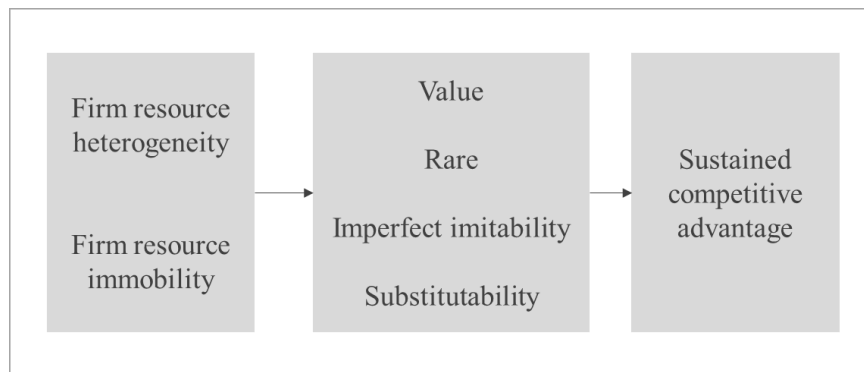 Firm resource
heterogeneity
Firm resource
immobility
Value
Rare
Imperfect imitability
Substitutability
Sustained
competitive
advantage